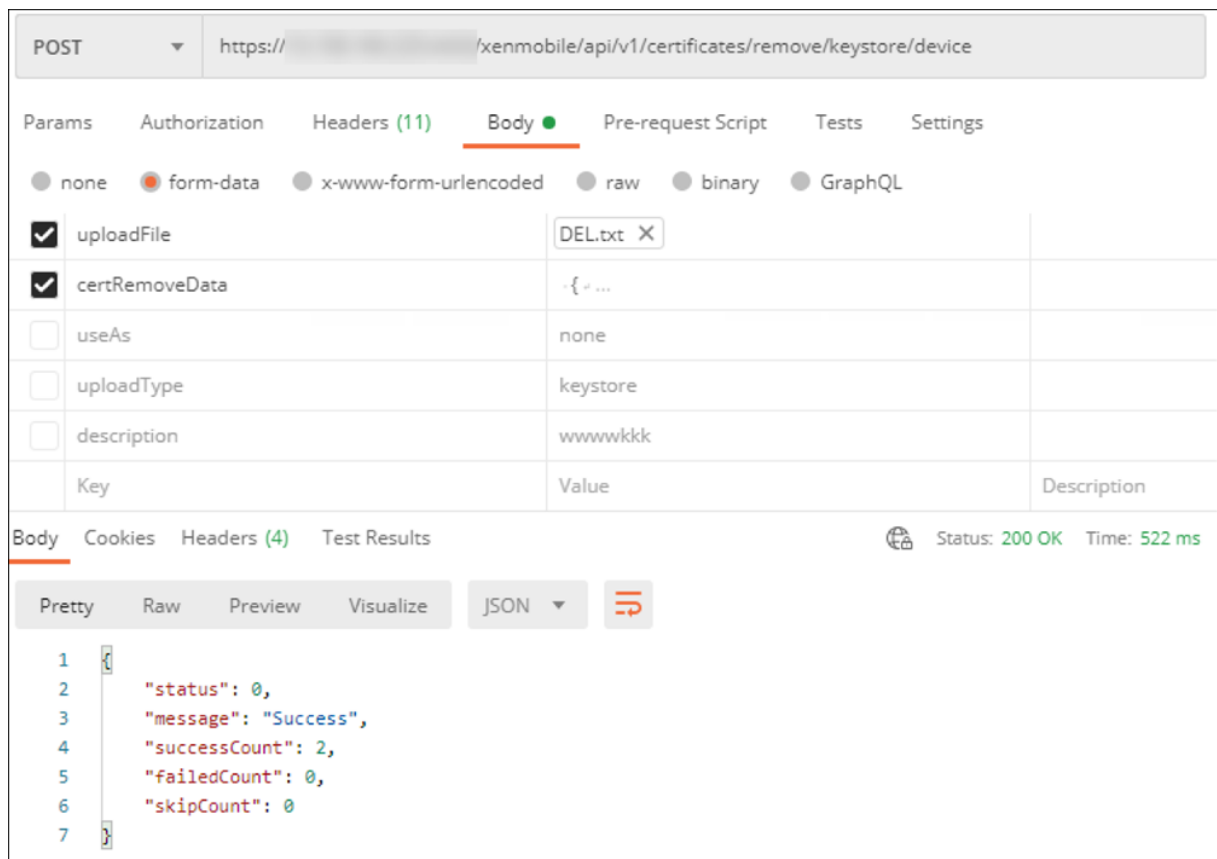 POST https:// /xenmobile/api/v1/certificates/remove/keystore/device
Params Authorization Headers (11) Body Pre-request Script Tests Settings
none form-data x-www-form-urlencoded raw binary GraphQL
uploadFile DEL.txt
certRemoveData { ...
useAs none
uploadType keystore
description wwwwkkk
Key Value Description
Body Cookies Headers (4) Test Results Status: 200 OK Time: 522 ms
Pretty Raw Preview Visualize JSON
1 {
2 "status": 0,
3 "message": "Success",
4 "successCount": 2,
5 "failedCount": 0,
6 "skipCount": 0
7 }